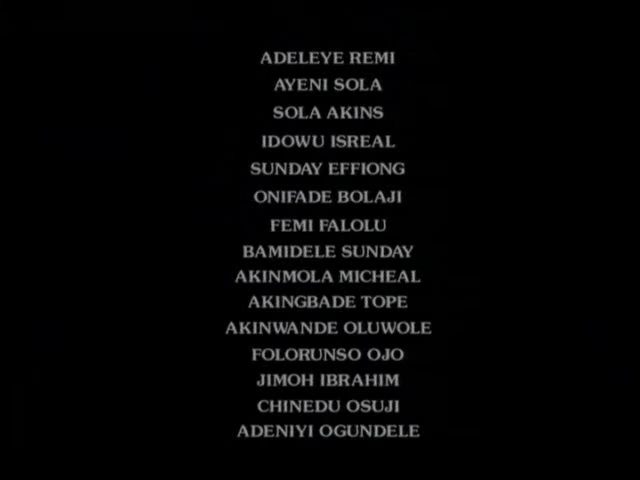 ADELEYE REMI
AYENI SOLA
SOLA AKINS
IDOWU ISREAL
SUNDAY EFFIONG
ONIFADE BOLAJI
FEMI FALOLU
BAMIDELE SUNDAY
AKINMOLA MICHEAL
AKINGBADE TOPE
AKINWANDE OLUWOLE
FOLORUNSO OJO
JIMOH IBRAHIM
CHINEDU OSUJI
ADENIYI OGUNDELE